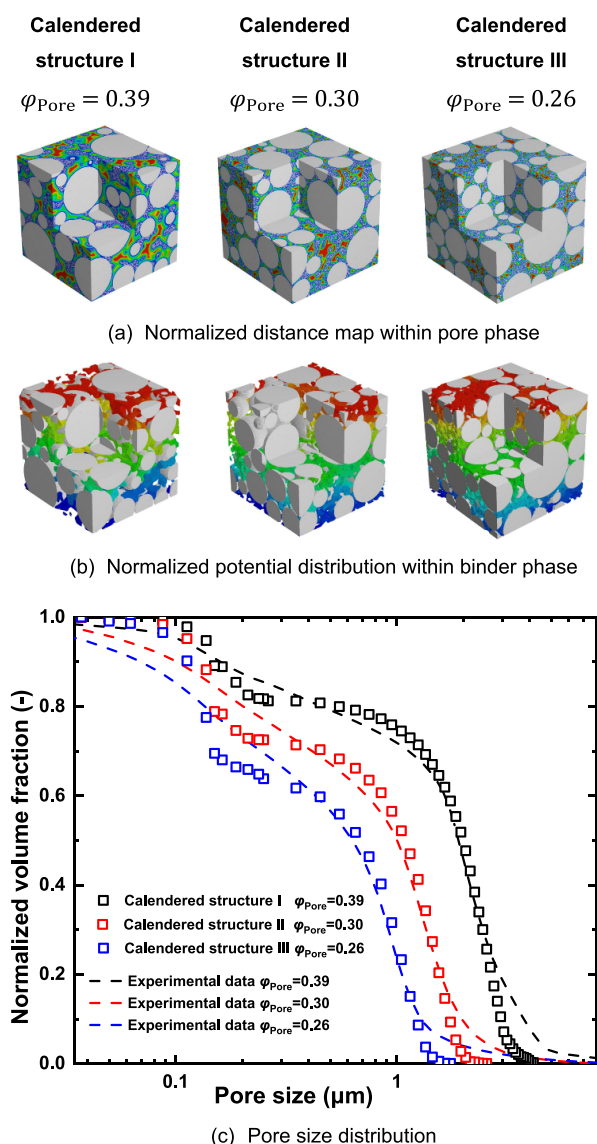 Calendered structure I
φPore = 0.39
Calendered structure II
φPore = 0.30
Calendered structure III
φPore = 0.26
(a) Normalized distance map within pore phase
(b) Normalized potential distribution within binder phase
Normalized volume fraction (-)
1.0
0.8
0.6
0.4
0.2
0.0
Calendered structure I φPore=0.39
Calendered structure II φPore=0.30
Calendered structure III φPore=0.26
Experimental data φPore=0.39
Experimental data φPore=0.30
Experimental data φPore=0.26
0.1
1
Pore size (μm)
(c) Pore size distribution